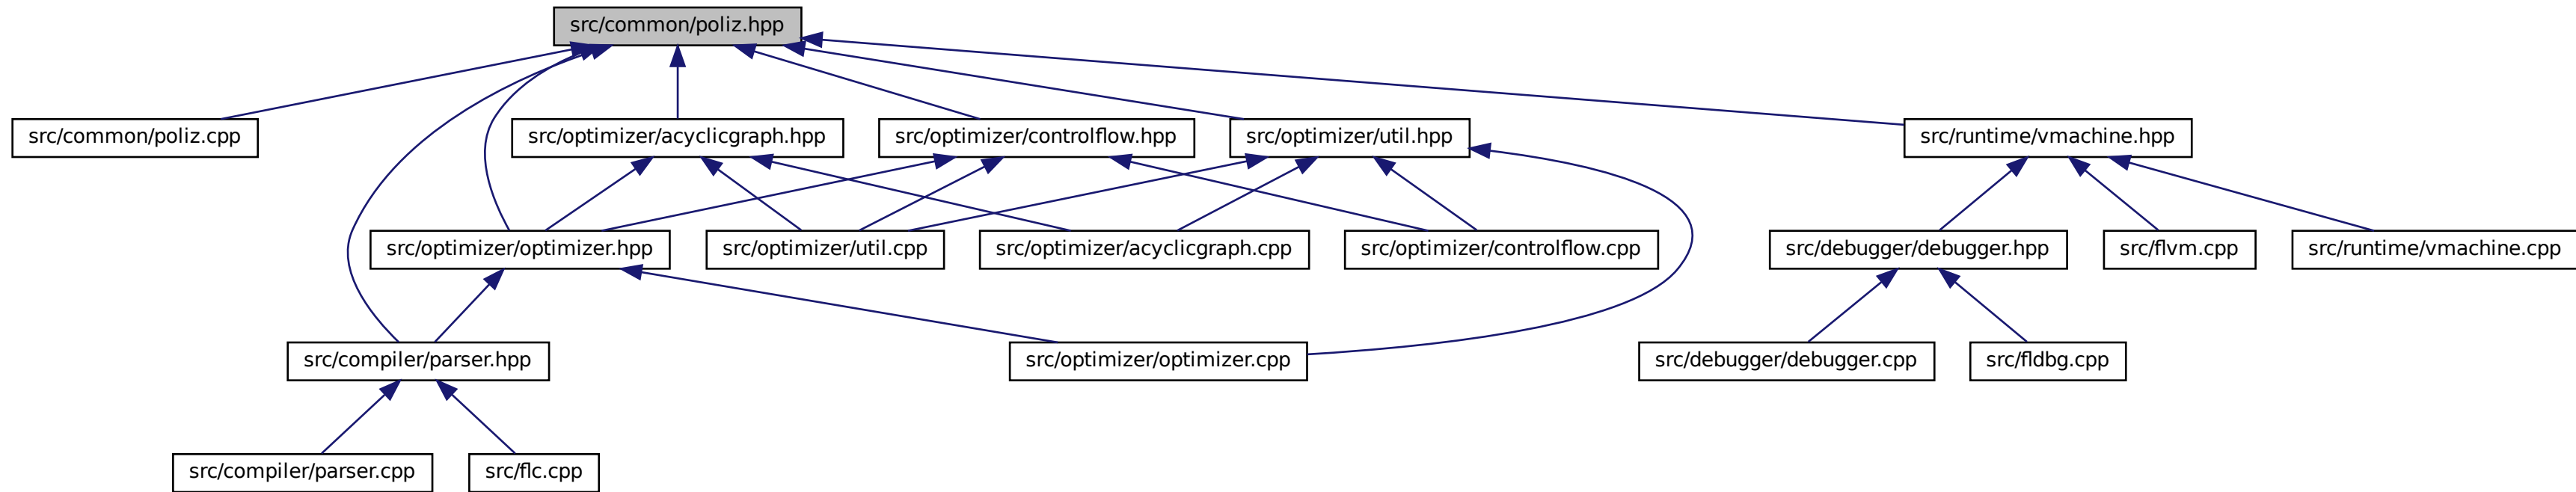 src/common/poliz.hpp
src/common/poliz.cpp
src/optimizer/acyclicgraph.hpp
src/optimizer/controlflow.hpp
src/optimizer/util.hpp
src/runtime/vmachine.hpp
src/optimizer/optimizer.hpp
src/optimizer/util.cpp
src/optimizer/acyclicgraph.cpp
src/optimizer/controlflow.cpp
src/debugger/debugger.hpp
src/flvm.cpp
src/runtime/vmachine.cpp
src/compiler/parser.hpp
src/optimizer/optimizer.cpp
src/debugger/debugger.cpp
src/fldbg.cpp
src/compiler/parser.cpp
src/flc.cpp